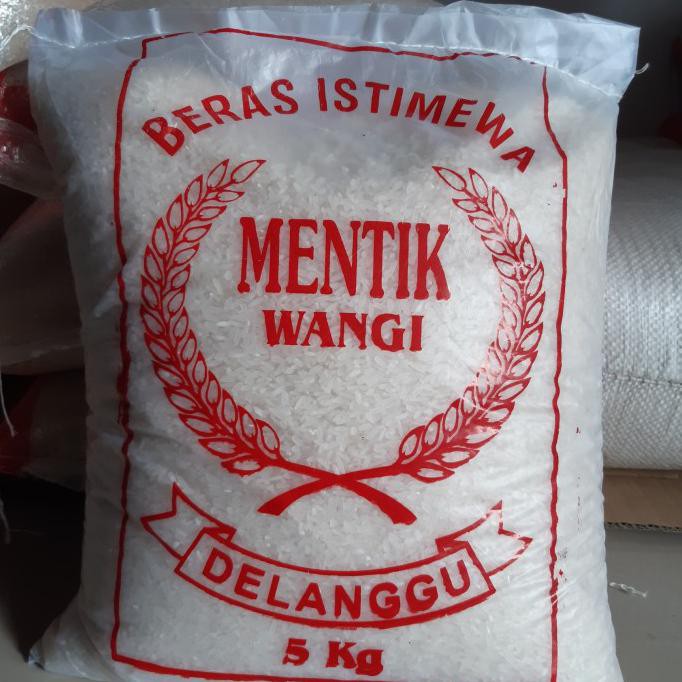 BERAS ISTIMEWA
MENTIK
WANGI
DELANGGU
5 Kg